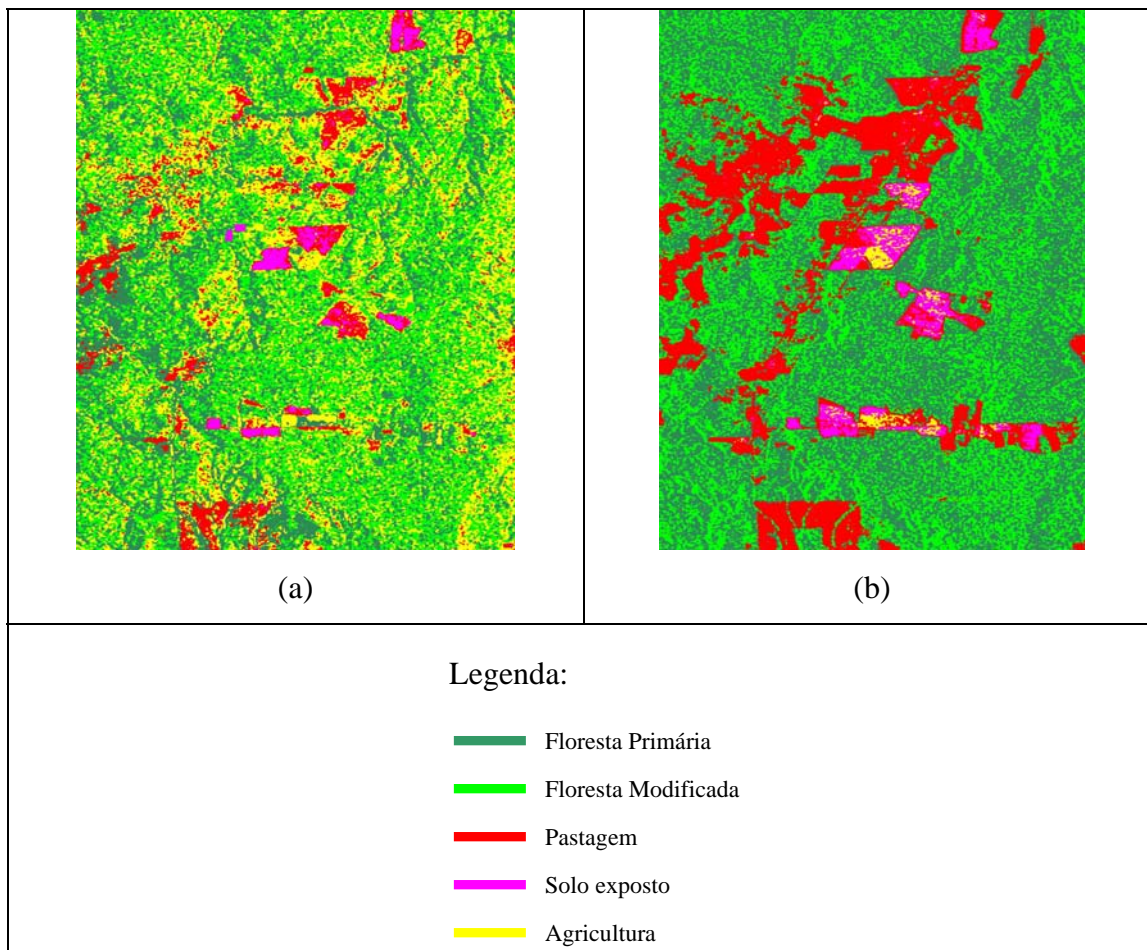 (a)
(b)
Legenda:
Floresta Primária
Floresta Modificada
Pastagem
Solo exposto
Agricultura